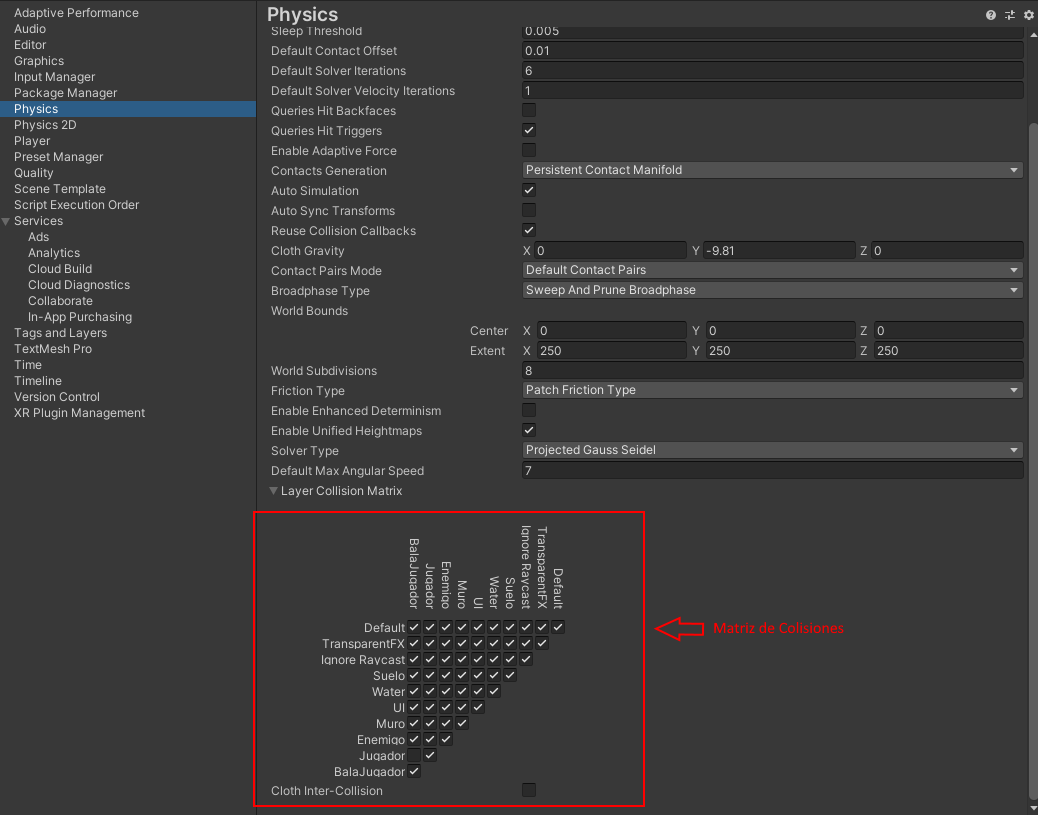 Adaptive Performance
Audio
Editor
Graphics
Input Manager
Package Manager
Physics
Physics 2D
Player
Preset Manager
Quality
Scene Template
Script Execution Order
Services
Ads
Analytics
Cloud Build
Cloud Diagnostics
Collaborate
In-App Purchasing
Tags and Layers
TextMesh Pro
Time
Timeline
Version Control
XR Plugin Management
Physics
Sleep Threshold 0.005
Default Contact Offset 0.01
Default Solver Iterations 6
Default Solver Velocity Iterations 1
Queries Hit Backfaces
Queries Hit Triggers
Enable Adaptive Force
Contacts Generation Persistent Contact Manifold
Auto Simulation
Auto Sync Transforms
Reuse Collision Callbacks
Cloth Gravity X 0 Y -9.81 Z 0
Contact Pairs Mode Default Contact Pairs
Broadphase Type Sweep And Prune Broadphase
World Bounds
Center X 0 Y 0 Z 0
Extent X 250 Y 250 Z 250
World Subdivisions 8
Friction Type Patch Friction Type
Enable Enhanced Determinism
Enable Unified Heightmaps
Solver Type Projected Gauss Seidel
Default Max Angular Speed 7
Layer Collision Matrix
BalaJugador
Jugador
Enemigo
Muro
UI
Water
Suelo
Ignore Raycast
TransparentFX
Default
Default
TransparentFX
Ignore Raycast
Suelo
Water
UI
Muro
Enemigo
Jugador
BalaJugador
Cloth Inter-Collision
Matriz de Colisiones